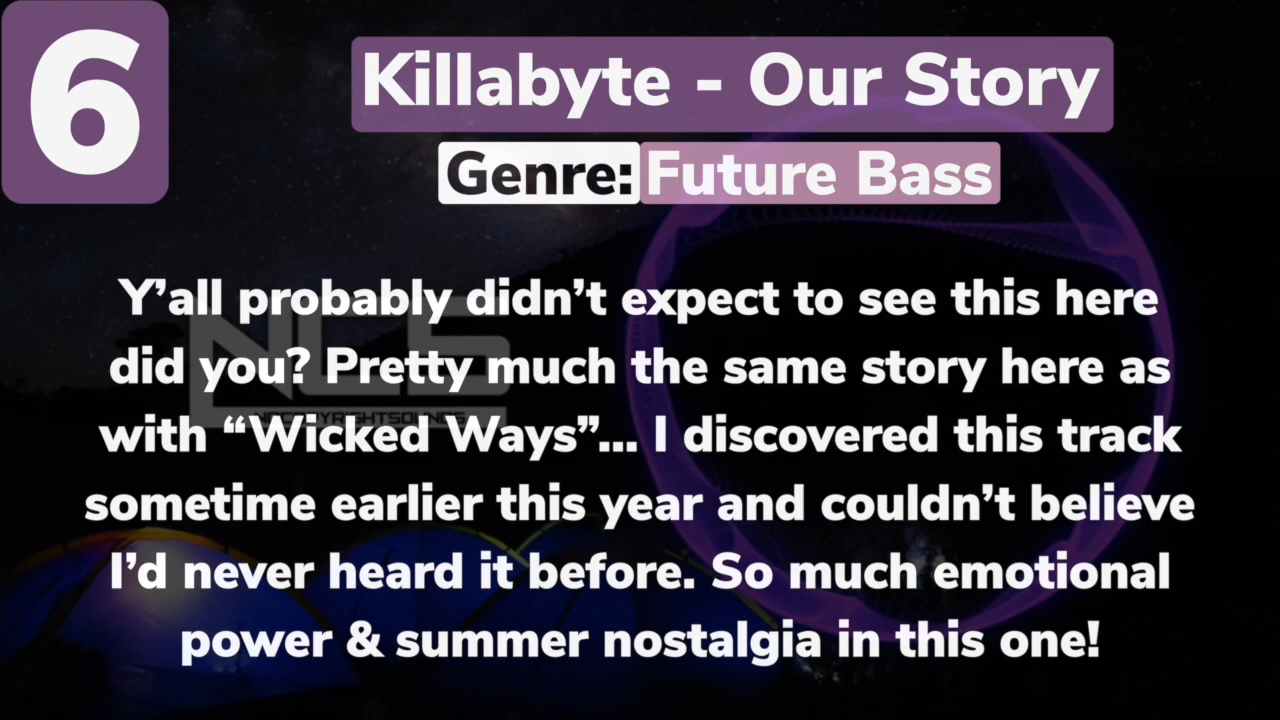 6
Killabyte - Our Story
Genre: Future Bass
Y’all probably didn’t expect to see this here
did you? Pretty much the same story here as
with “Wicked Ways”... I discovered this track
sometime earlier this year and couldn’t believe
I’d never heard it before. So much emotional
power & summer nostalgia in this one!
NCS
NOCOPYRIGHTSOUNDS